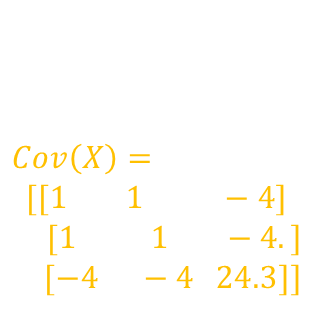 Cov(X) =
[[1 1 − 4]
[1 1 − 4. ]
[−4 − 4 24.3]]